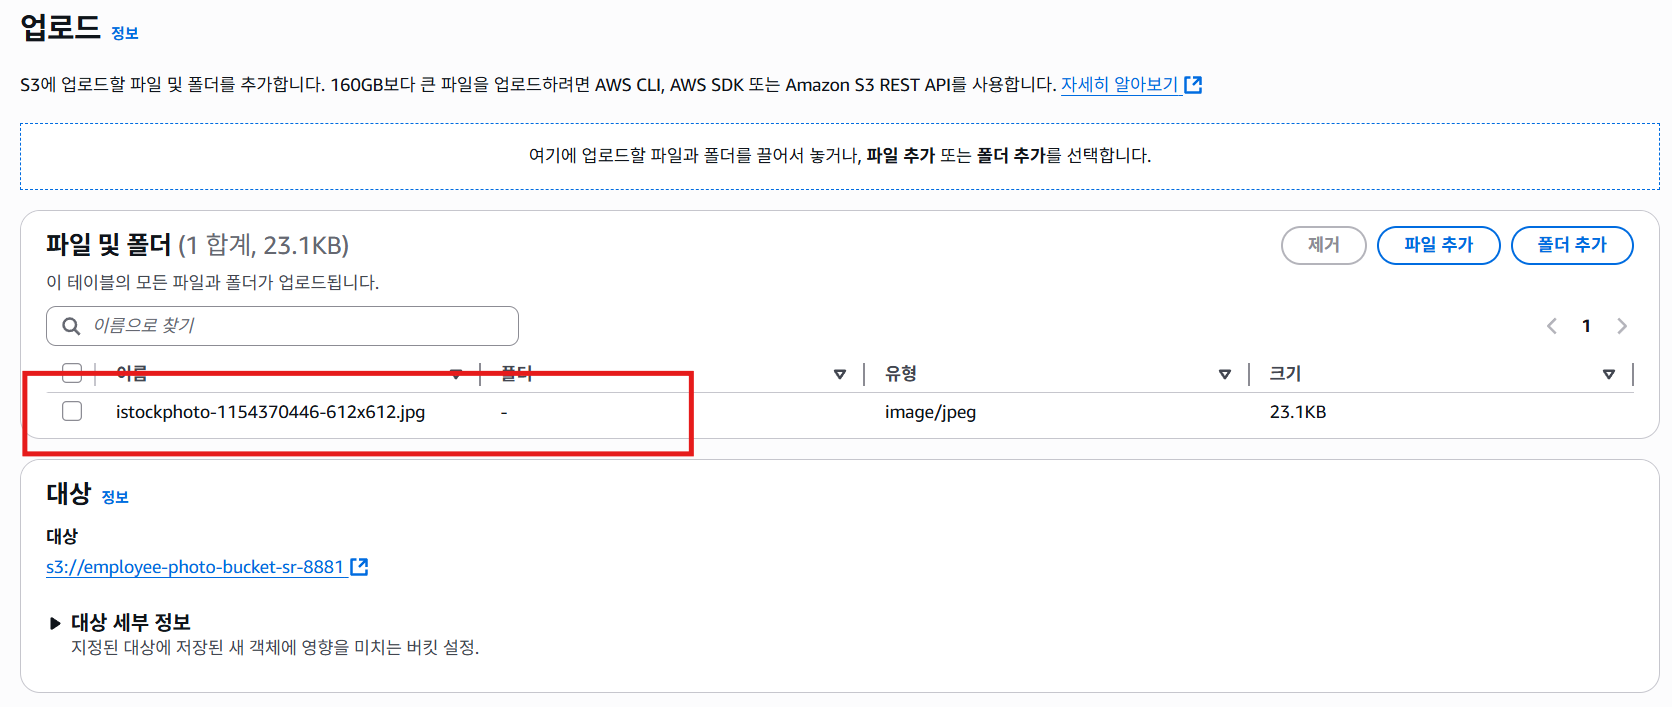 업로드 정보
S3에 업로드할 파일 및 폴더를 추가합니다. 160GB보다 큰 파일을 업로드하려면 AWS CLI, AWS SDK 또는 Amazon S3 REST API를 사용합니다. 자세히 알아보기
여기에 업로드할 파일과 폴더를 끌어서 놓거나, 파일 추가 또는 폴더 추가를 선택합니다.
파일 및 폴더 (1 합계, 23.1KB) 제거 파일 추가 폴더 추가
이 테이블의 모든 파일과 폴더가 업로드됩니다.
이름으로 찾기 1
이름 폴더 유형 크기
istockphoto-1154370446-612x612.jpg - image/jpeg 23.1KB
대상 정보
대상
s3://employee-photo-bucket-sr-8881
대상 세부 정보
지정된 대상에 저장된 새 객체에 영향을 미치는 버킷 설정.